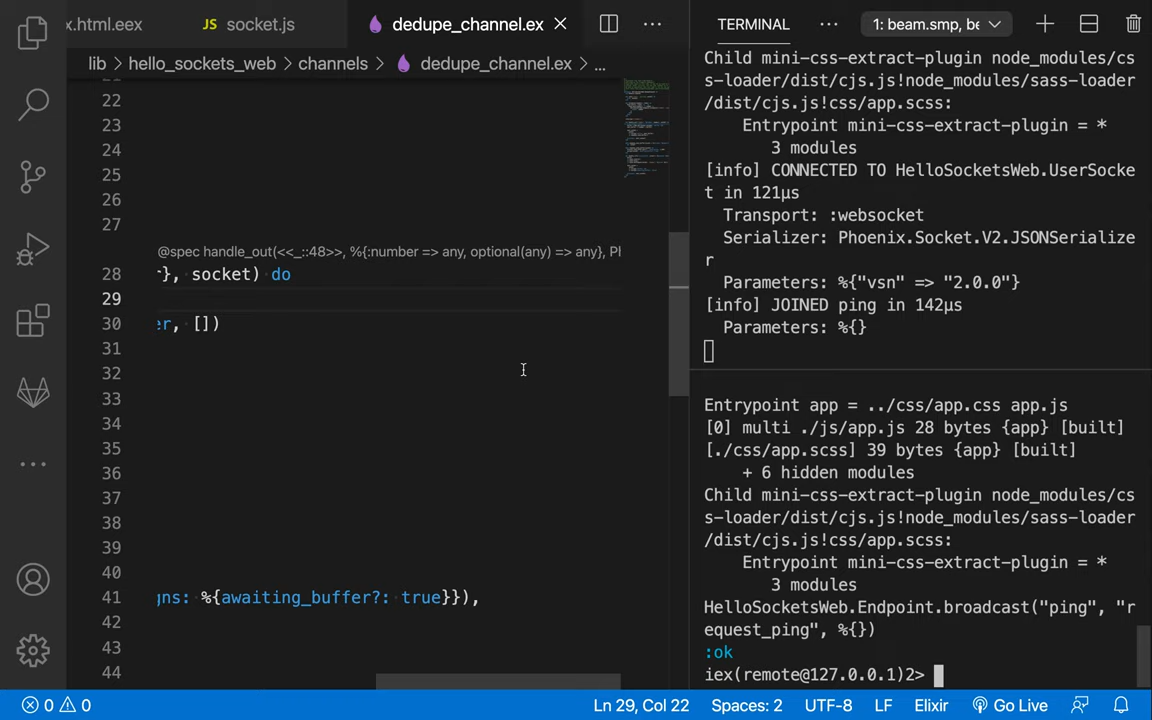 x.html.eex JS socket.js dedupe_channel.ex
lib > hello_sockets_web > channels > dedupe_channel.ex > ...
22
23
24
25
26
27
@spec handle_out(<<_::48>>, %{:number => any, optional(any) => any}, Pl
28 }, socket) do
29
30 er, [])
31
32
33
34
35
36
37
38
39
40
41 gns: %{awaiting_buffer?: true}}),
42
43
44
TERMINAL ... 1: beam.smp, be
Child mini-css-extract-plugin node_modules/cs
s-loader/dist/cjs.js!node_modules/sass-loader
/dist/cjs.js!css/app.scss:
Entrypoint mini-css-extract-plugin = *
3 modules
[info] CONNECTED TO HelloSocketsWeb.UserSocke
t in 121µs
Transport: :websocket
Serializer: Phoenix.Socket.V2.JSONSerialize
r
Parameters: %{"vsn" => "2.0.0"}
[info] JOINED ping in 142µs
Parameters: %{}
Entrypoint app = ../css/app.css app.js
[0] multi ./js/app.js 28 bytes {app} [built]
[./css/app.scss] 39 bytes {app} [built]
+ 6 hidden modules
Child mini-css-extract-plugin node_modules/cs
s-loader/dist/cjs.js!node_modules/sass-loader
/dist/cjs.js!css/app.scss:
Entrypoint mini-css-extract-plugin = *
3 modules
HelloSocketsWeb.Endpoint.broadcast("ping", "r
equest_ping", %{})
:ok
iex(remote@127.0.0.1)2>
0 0 Ln 29, Col 22 Spaces: 2 UTF-8 LF Elixir Go Live